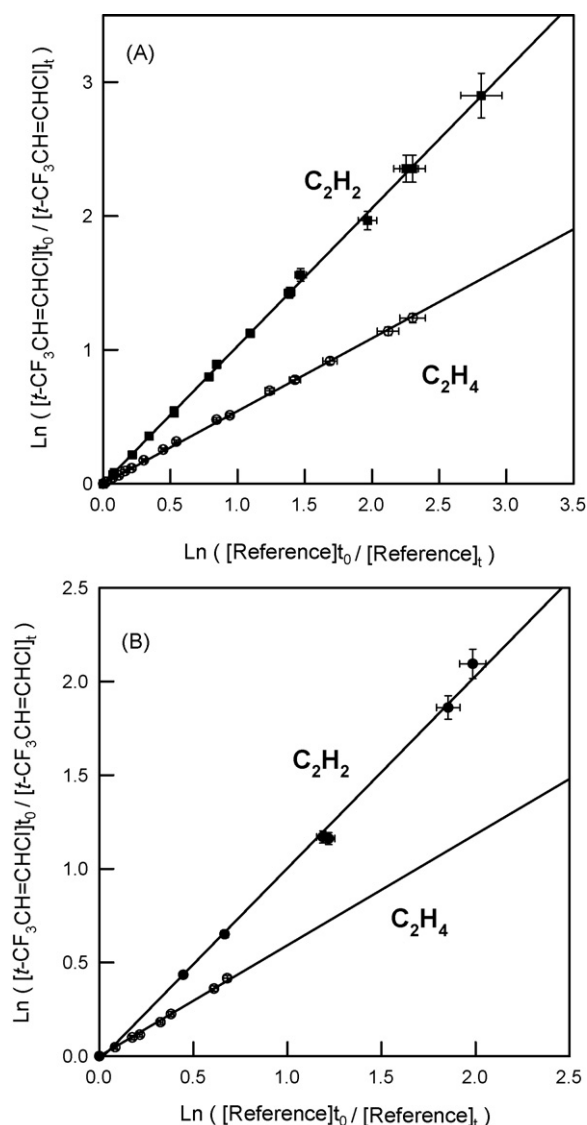 (A)
Ln ( [t-CF₃CH=CHCl]t₀ / [t-CF₃CH=CHCl]ₜ )
3
2
1
0
C₂H₂
C₂H₄
0.0 0.5 1.0 1.5 2.0 2.5 3.0 3.5
Ln ( [Reference]t₀ / [Reference]ₜ )
(B)
Ln ( [t-CF₃CH=CHCl]t₀ / [t-CF₃CH=CHCl]ₜ )
2.5
2.0
1.5
1.0
0.5
0.0
C₂H₂
C₂H₄
0.0 0.5 1.0 1.5 2.0 2.5
Ln ( [Reference]t₀ / [Reference]ₜ )